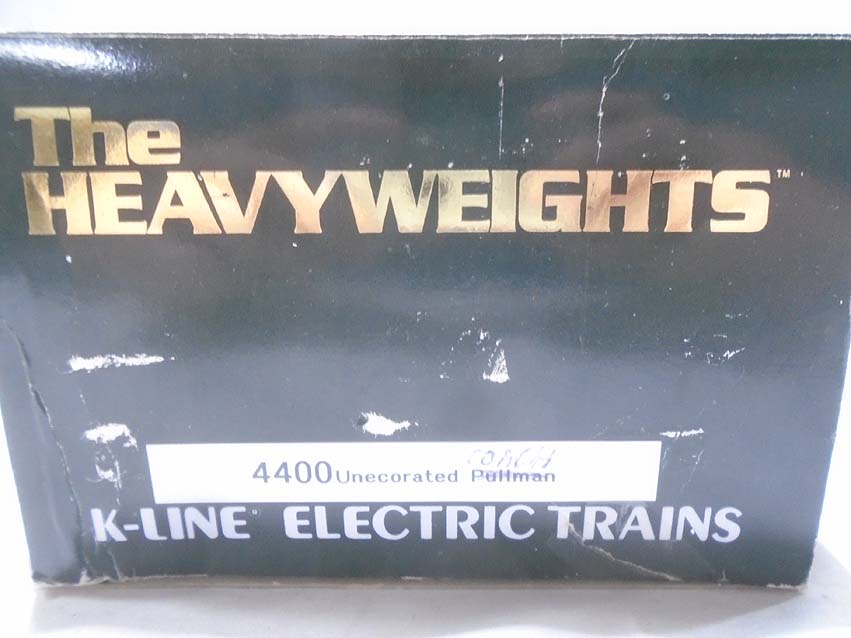 The
HEAVYWEIGHTS™
COACH
4400 Unecorated Pullman
K-LINE® ELECTRIC TRAINS